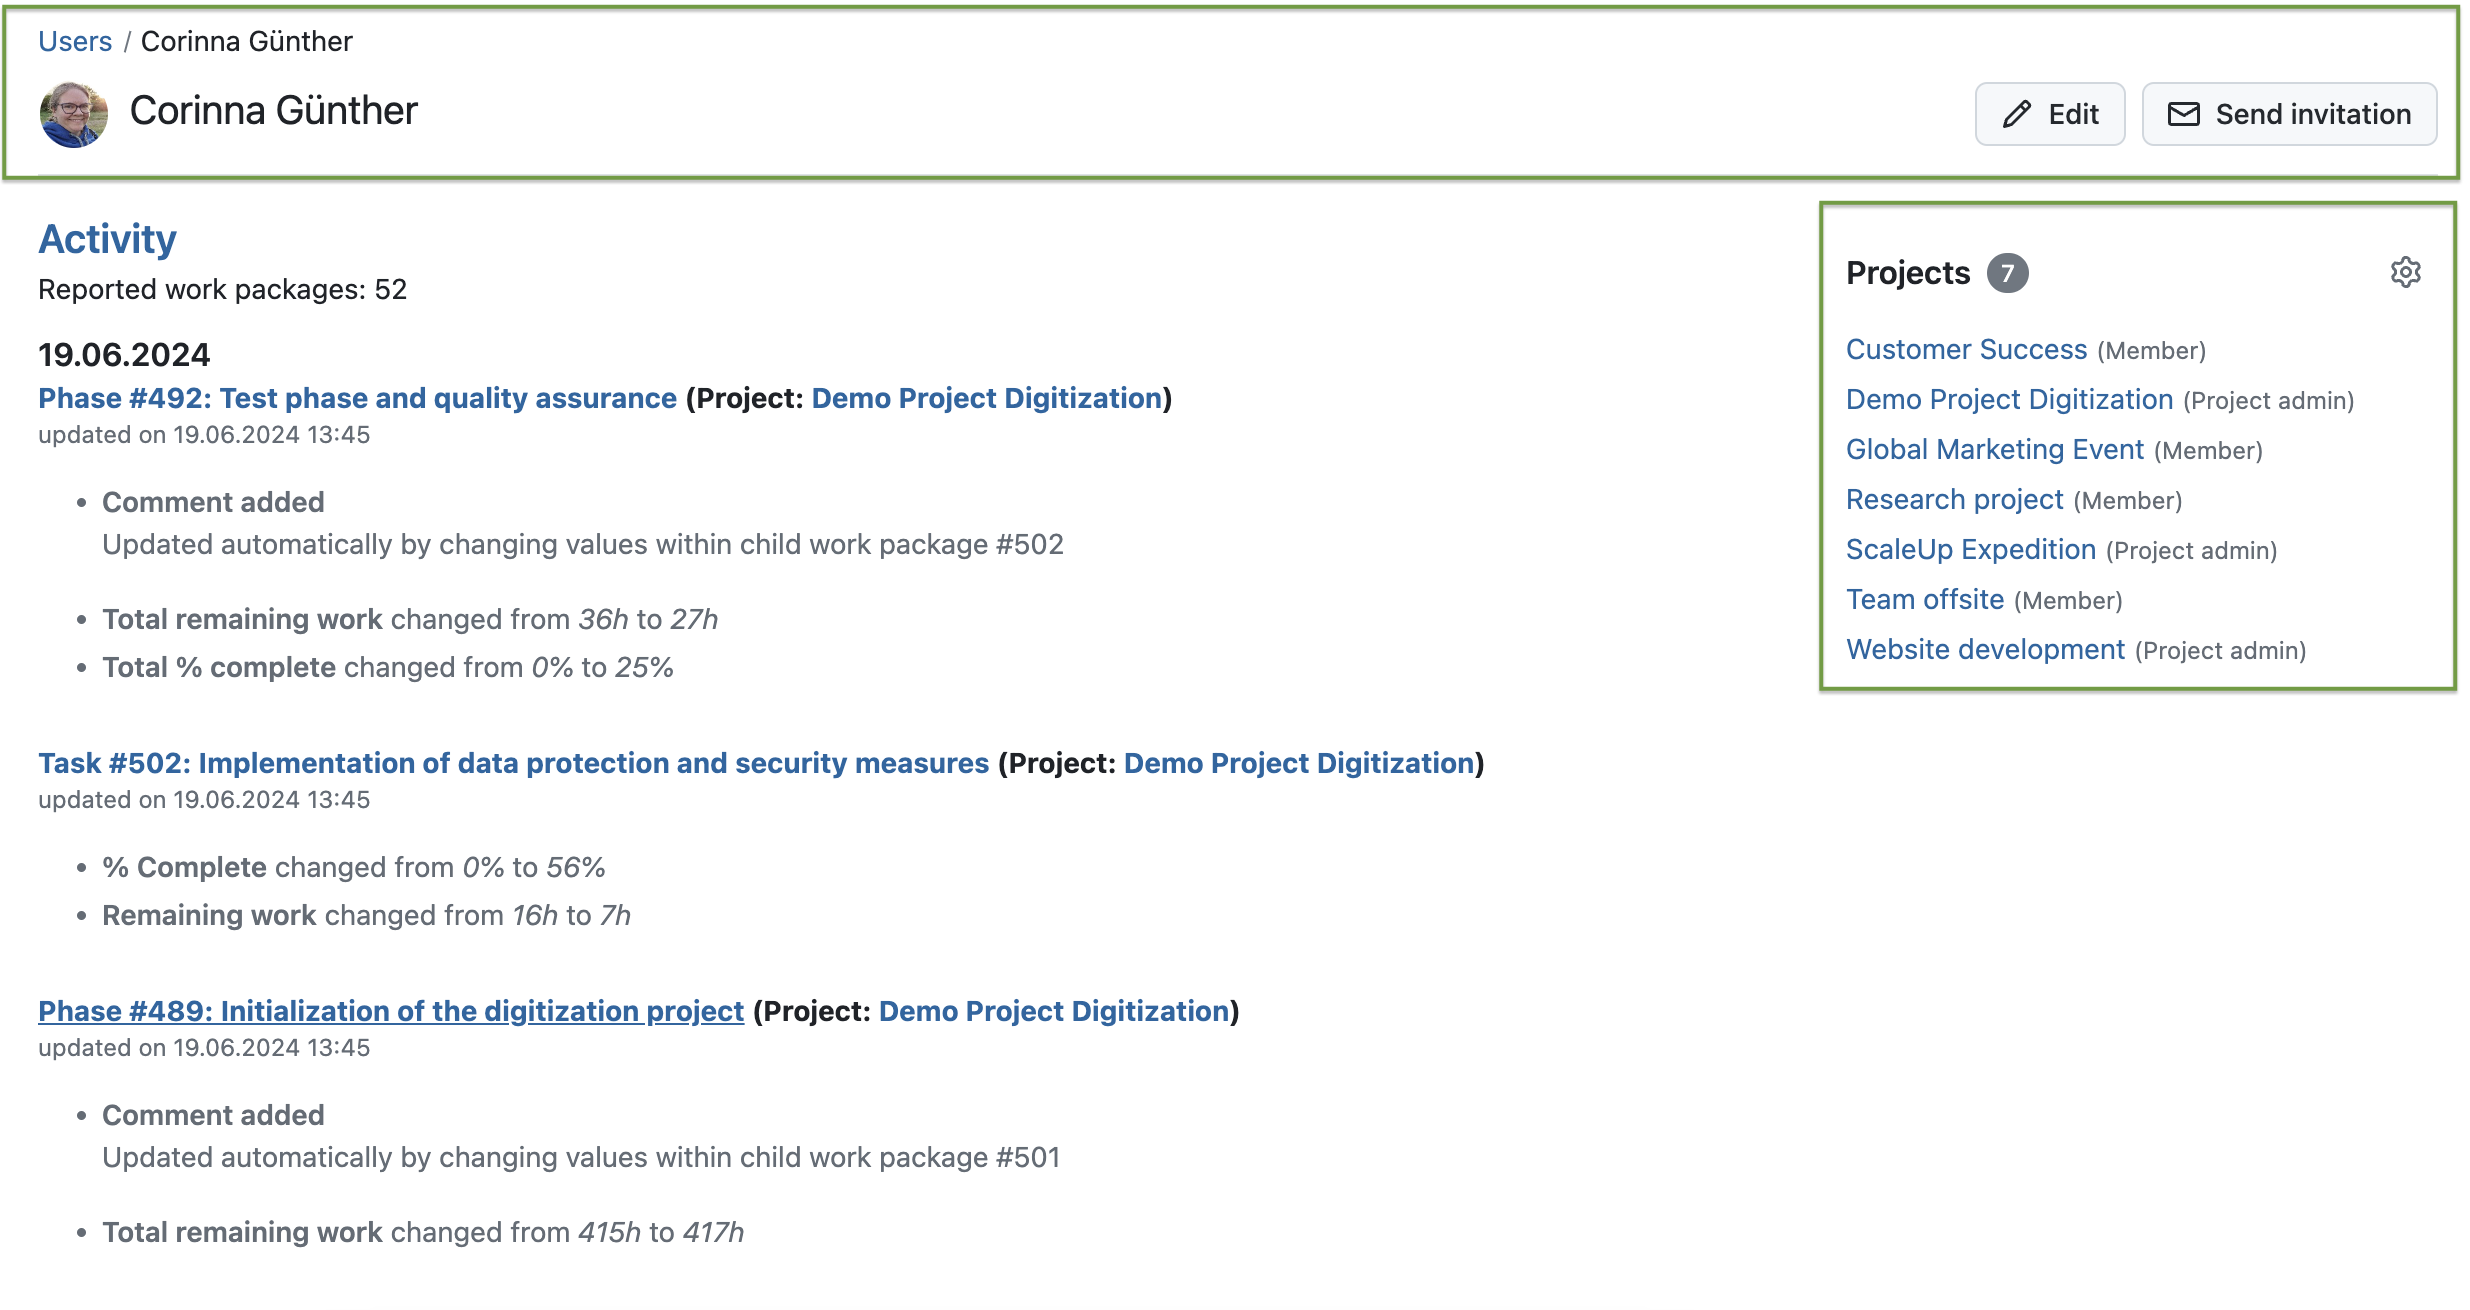 Users / Corinna Günther
Corinna Günther
Edit
Send invitation
Activity
Reported work packages: 52
19.06.2024
Phase #492: Test phase and quality assurance (Project: Demo Project Digitization)
updated on 19.06.2024 13:45
• Comment added
Updated automatically by changing values within child work package #502
• Total remaining work changed from 36h to 27h
• Total % complete changed from 0% to 25%
Task #502: Implementation of data protection and security measures (Project: Demo Project Digitization)
updated on 19.06.2024 13:45
• % Complete changed from 0% to 56%
• Remaining work changed from 16h to 7h
Phase #489: Initialization of the digitization project (Project: Demo Project Digitization)
updated on 19.06.2024 13:45
• Comment added
Updated automatically by changing values within child work package #501
• Total remaining work changed from 415h to 417h
Projects 7
Customer Success (Member)
Demo Project Digitization (Project admin)
Global Marketing Event (Member)
Research project (Member)
ScaleUp Expedition (Project admin)
Team offsite (Member)
Website development (Project admin)